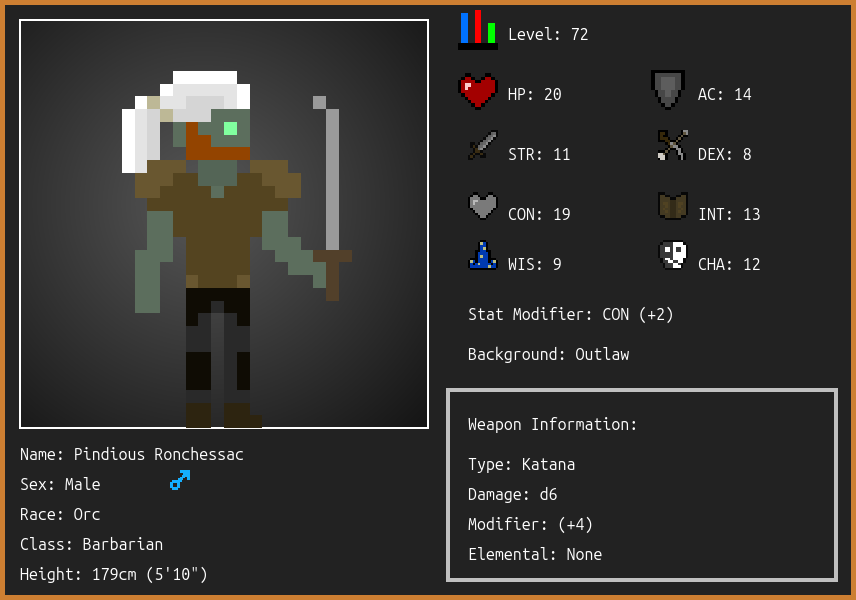 Level: 72
HP: 20
AC: 14
STR: 11
DEX: 8
CON: 19
INT: 13
WIS: 9
CHA: 12
Stat Modifier: CON (+2)
Background: Outlaw
Weapon Information:
Type: Katana
Damage: d6
Modifier: (+4)
Elemental: None
Name: Pindious Ronchessac
Sex: Male
Race: Orc
Class: Barbarian
Height: 179cm (5'10")